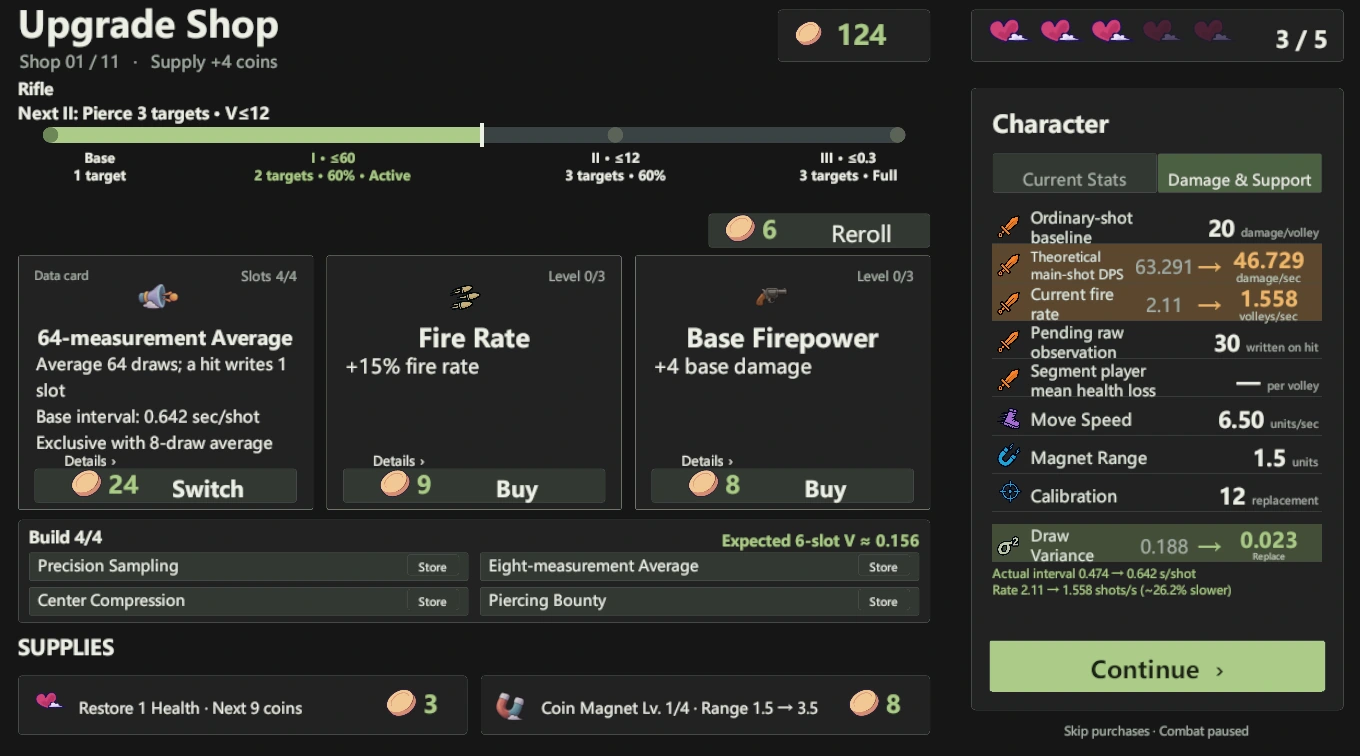 Upgrade Shop
Shop 01 / 11 · Supply +4 coins
124
3 / 5
Rifle
Next II: Pierce 3 targets • V≤12
Base
1 target
I • ≤60
2 targets • 60% • Active
II • ≤12
3 targets • 60%
III • ≤0.3
3 targets • Full
6 Reroll
Data card
Slots 4/4
64-measurement Average
Average 64 draws; a hit writes 1
slot
Base interval: 0.642 sec/shot
Exclusive with 8-draw average
Details ›
24 Switch
Level 0/3
Fire Rate
+15% fire rate
Details ›
9 Buy
Level 0/3
Base Firepower
+4 base damage
Details ›
8 Buy
Build 4/4
Expected 6-slot V ≈ 0.156
Precision Sampling Store
Eight-measurement Average Store
Center Compression Store
Piercing Bounty Store
SUPPLIES
Restore 1 Health · Next 9 coins 3
Coin Magnet Lv. 1/4 · Range 1.5 → 3.5 8
Character
Current Stats
Damage & Support
Ordinary-shot
baseline
20 damage/volley
Theoretical
main-shot DPS
63.291 → 46.729
damage/sec
Current fire
rate
2.11 → 1.558
volleys/sec
Pending raw
observation
30 written on hit
Segment player
mean health loss
— per volley
Move Speed 6.50 units/sec
Magnet Range 1.5 units
Calibration 12 replacement
σ²
Draw
Variance
0.188 → 0.023
Replace
Actual interval 0.474 → 0.642 s/shot
Rate 2.11 → 1.558 shots/s (~26.2% slower)
Continue ›
Skip purchases · Combat paused